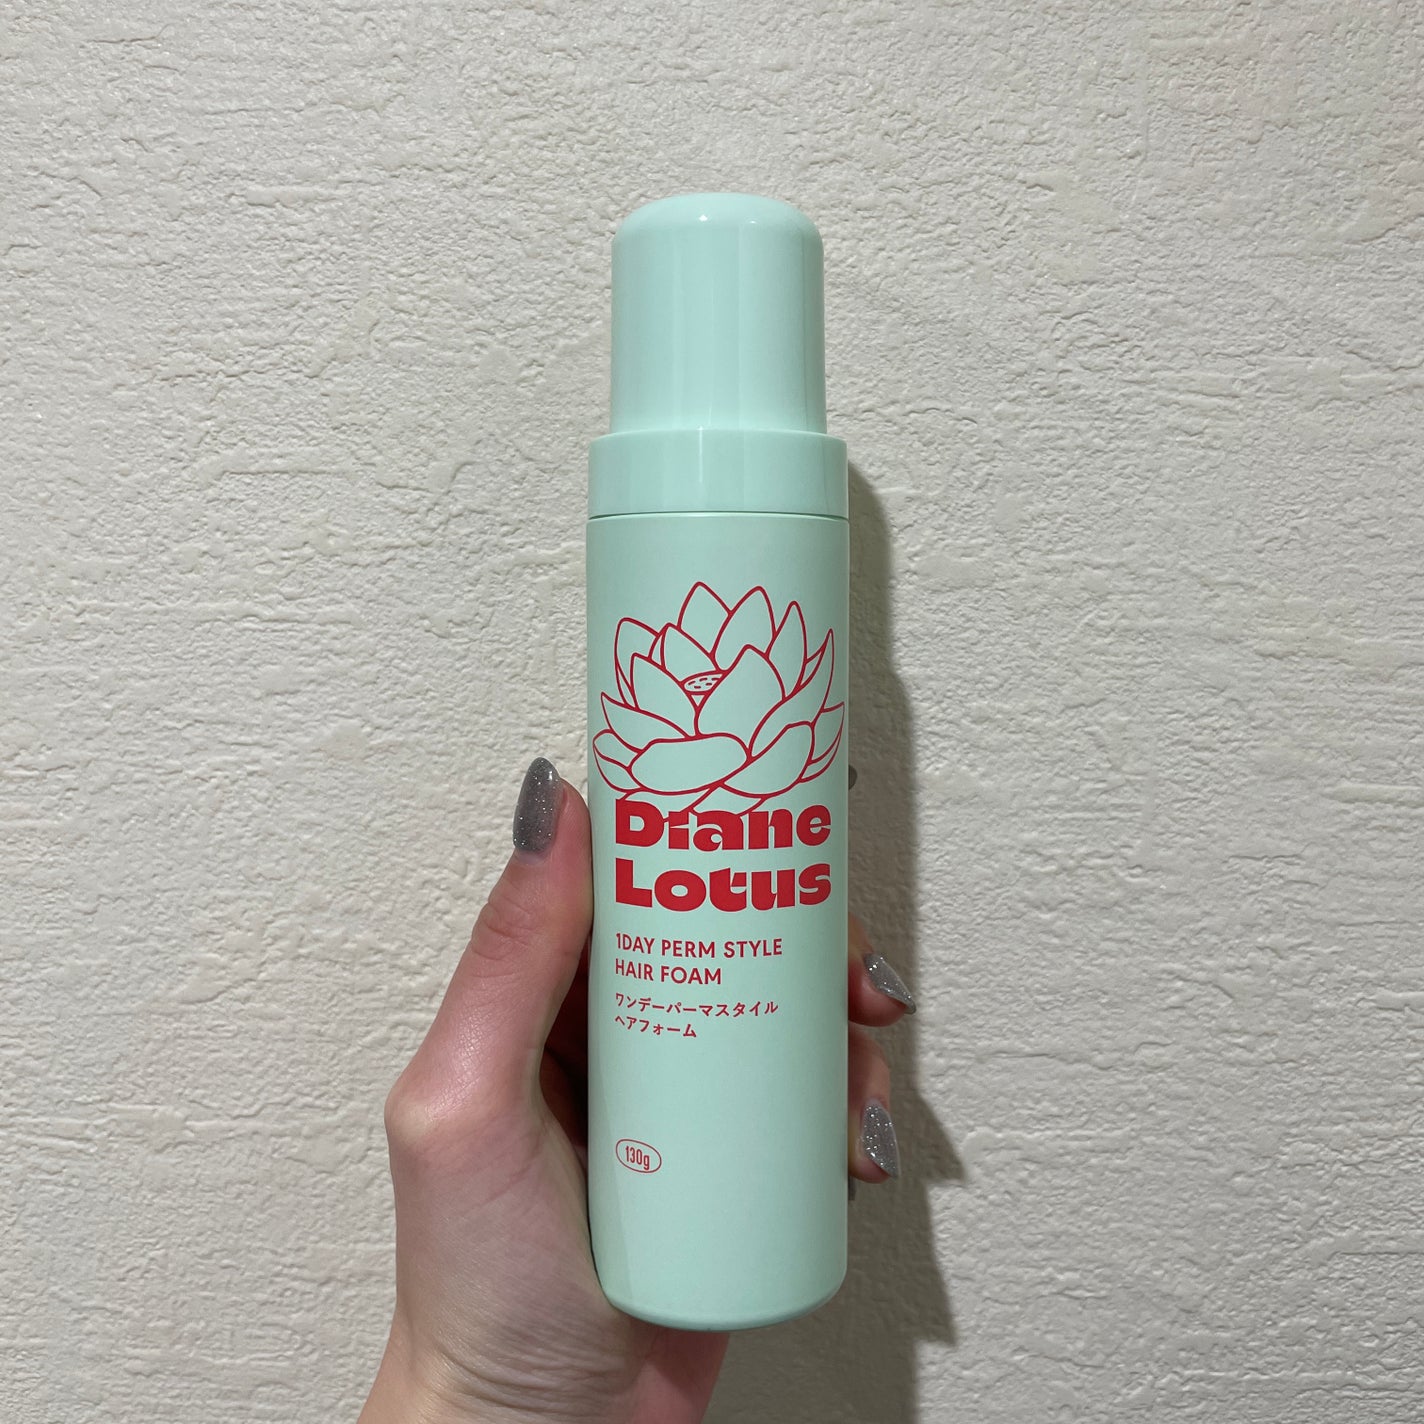 Diane
Lotus
1DAY PERM STYLE
HAIR FOAM
ワンデーパーマスタイル
ヘアフォーム
130g